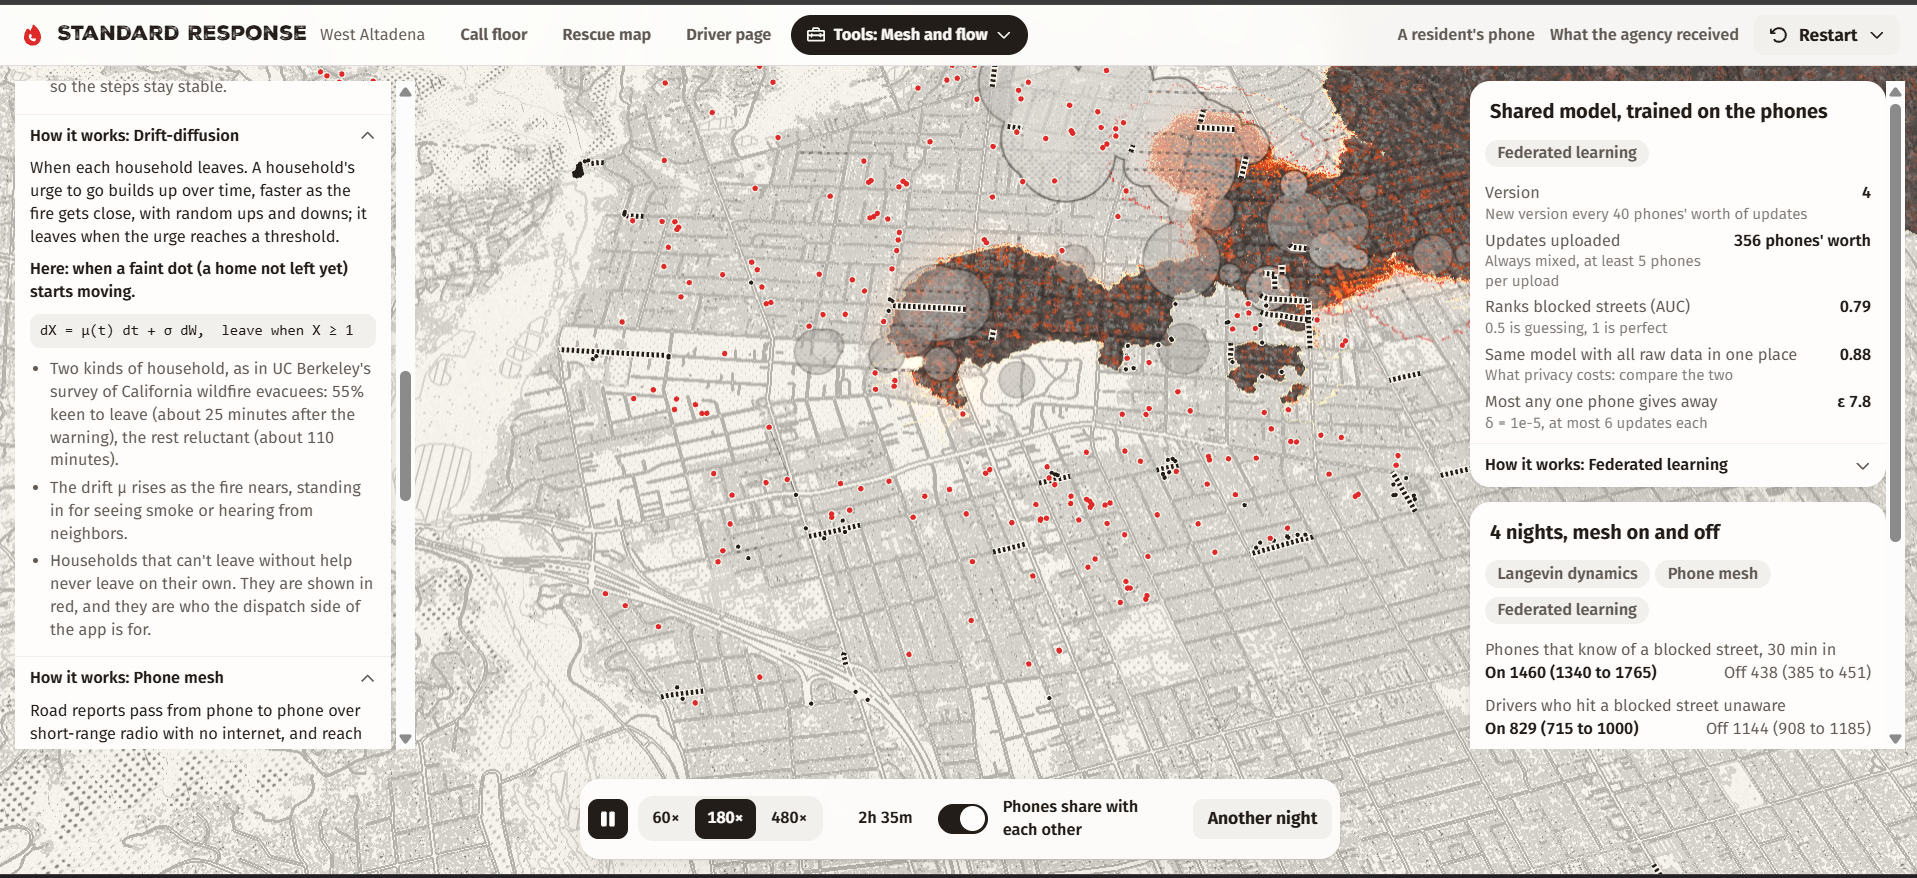 STANDARD RESPONSE
West Altadena
Call floor
Rescue map
Driver page
Tools: Mesh and flow
A resident's phone
What the agency received
Restart
so the steps stay stable.
How it works: Drift-diffusion
When each household leaves. A household's
urge to go builds up over time, faster as the
fire gets close, with random ups and downs; it
leaves when the urge reaches a threshold.
Here: when a faint dot (a home not left yet)
starts moving.
dX = μ(t) dt + σ dW,  leave when X ≥ 1
• Two kinds of household, as in UC Berkeley's
survey of California wildfire evacuees: 55%
keen to leave (about 25 minutes after the
warning), the rest reluctant (about 110
minutes).
• The drift μ rises as the fire nears, standing
in for seeing smoke or hearing from
neighbors.
• Households that can't leave without help
never leave on their own. They are shown in
red, and they are who the dispatch side of
the app is for.
How it works: Phone mesh
Road reports pass from phone to phone over
short-range radio with no internet, and reach
Shared model, trained on the phones
Federated learning
Version 4
New version every 40 phones' worth of updates
Updates uploaded 356 phones' worth
Always mixed, at least 5 phones
per upload
Ranks blocked streets (AUC) 0.79
0.5 is guessing, 1 is perfect
Same model with all raw data in one place 0.88
What privacy costs: compare the two
Most any one phone gives away ε 7.8
δ = 1e-5, at most 6 updates each
How it works: Federated learning
4 nights, mesh on and off
Langevin dynamics
Phone mesh
Federated learning
Phones that know of a blocked street, 30 min in
On 1460 (1340 to 1765) Off 438 (385 to 451)
Drivers who hit a blocked street unaware
On 829 (715 to 1000) Off 1144 (908 to 1185)
60×
180×
480×
2h 35m
Phones share with
each other
Another night